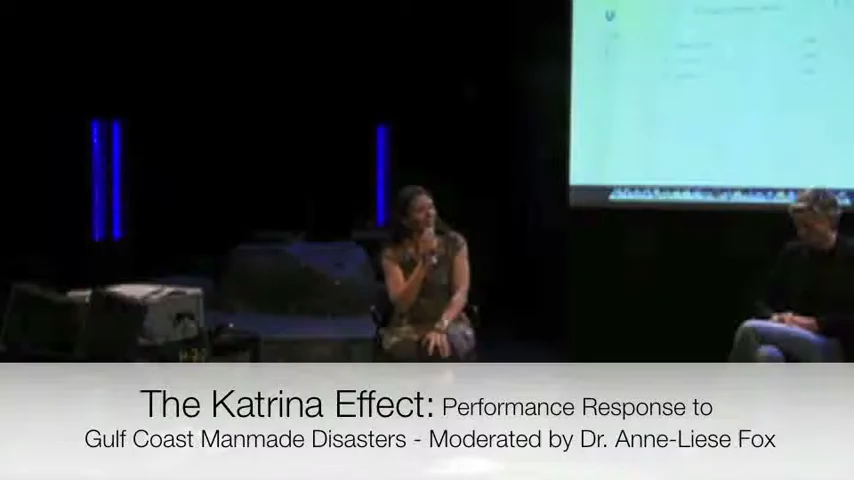 The Katrina Effect: Performance Response to
Gulf Coast Manmade Disasters - Moderated by Dr. Anne-Liese Fox